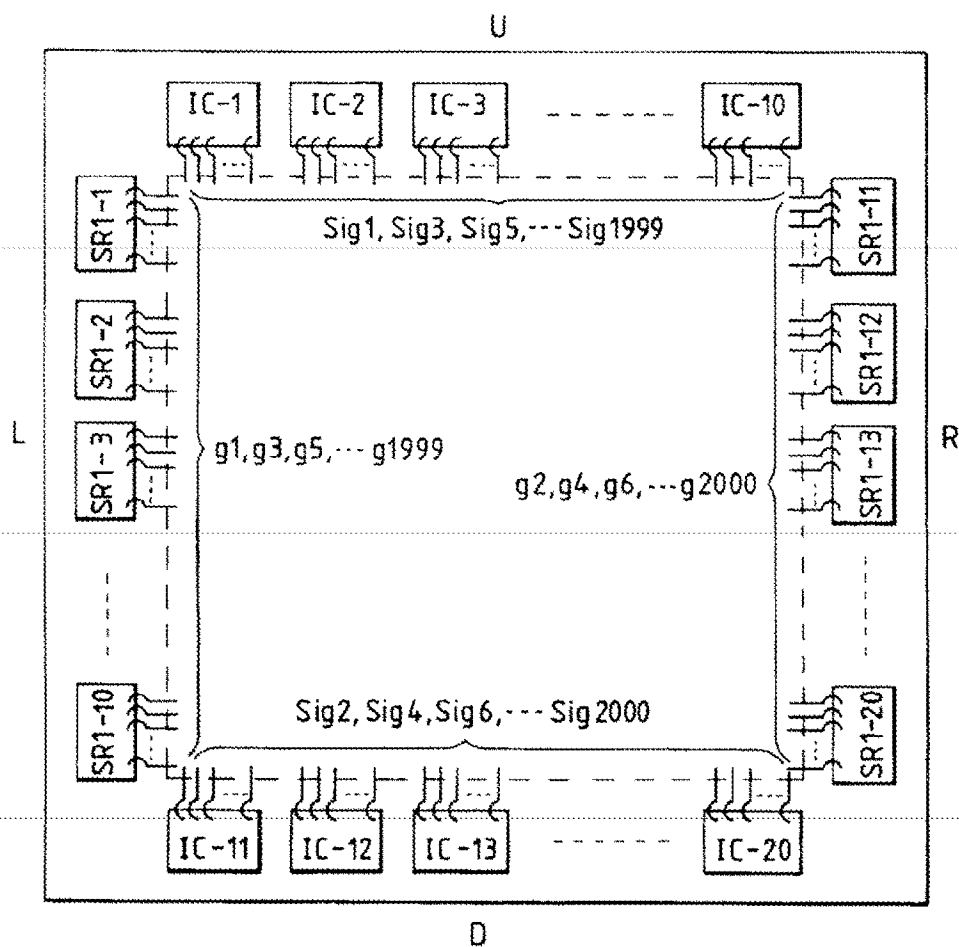 U
IC-1 IC-2 IC-3 IC-10
SR1-1 SR1-11
Sig1, Sig3, Sig5,--- Sig1999
SR1-2 SR1-12
L R
SR1-3 SR1-13
g1,g3,g5,--- g1999
g2,g4,g6,---g2000
SR1-10 SR1-20
Sig2, Sig4, Sig6,--- Sig2000
IC-11 IC-12 IC-13 IC-20
D